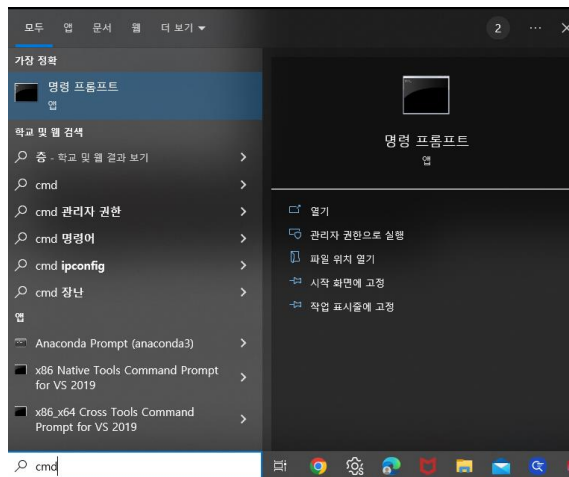 모두 앱 문서 웹 더 보기 2 ...
가장 정확
명령 프롬프트
앱
학교 및 웹 검색
증 - 학교 및 웹 결과 보기
cmd
cmd 관리자 권한
cmd 명령어
cmd ipconfig
cmd 장난
앱
Anaconda Prompt (anaconda3)
x86 Native Tools Command Prompt
for VS 2019
x86_x64 Cross Tools Command
Prompt for VS 2019
cmd
명령 프롬프트
앱
열기
관리자 권한으로 실행
파일 위치 열기
시작 화면에 고정
작업 표시줄에 고정